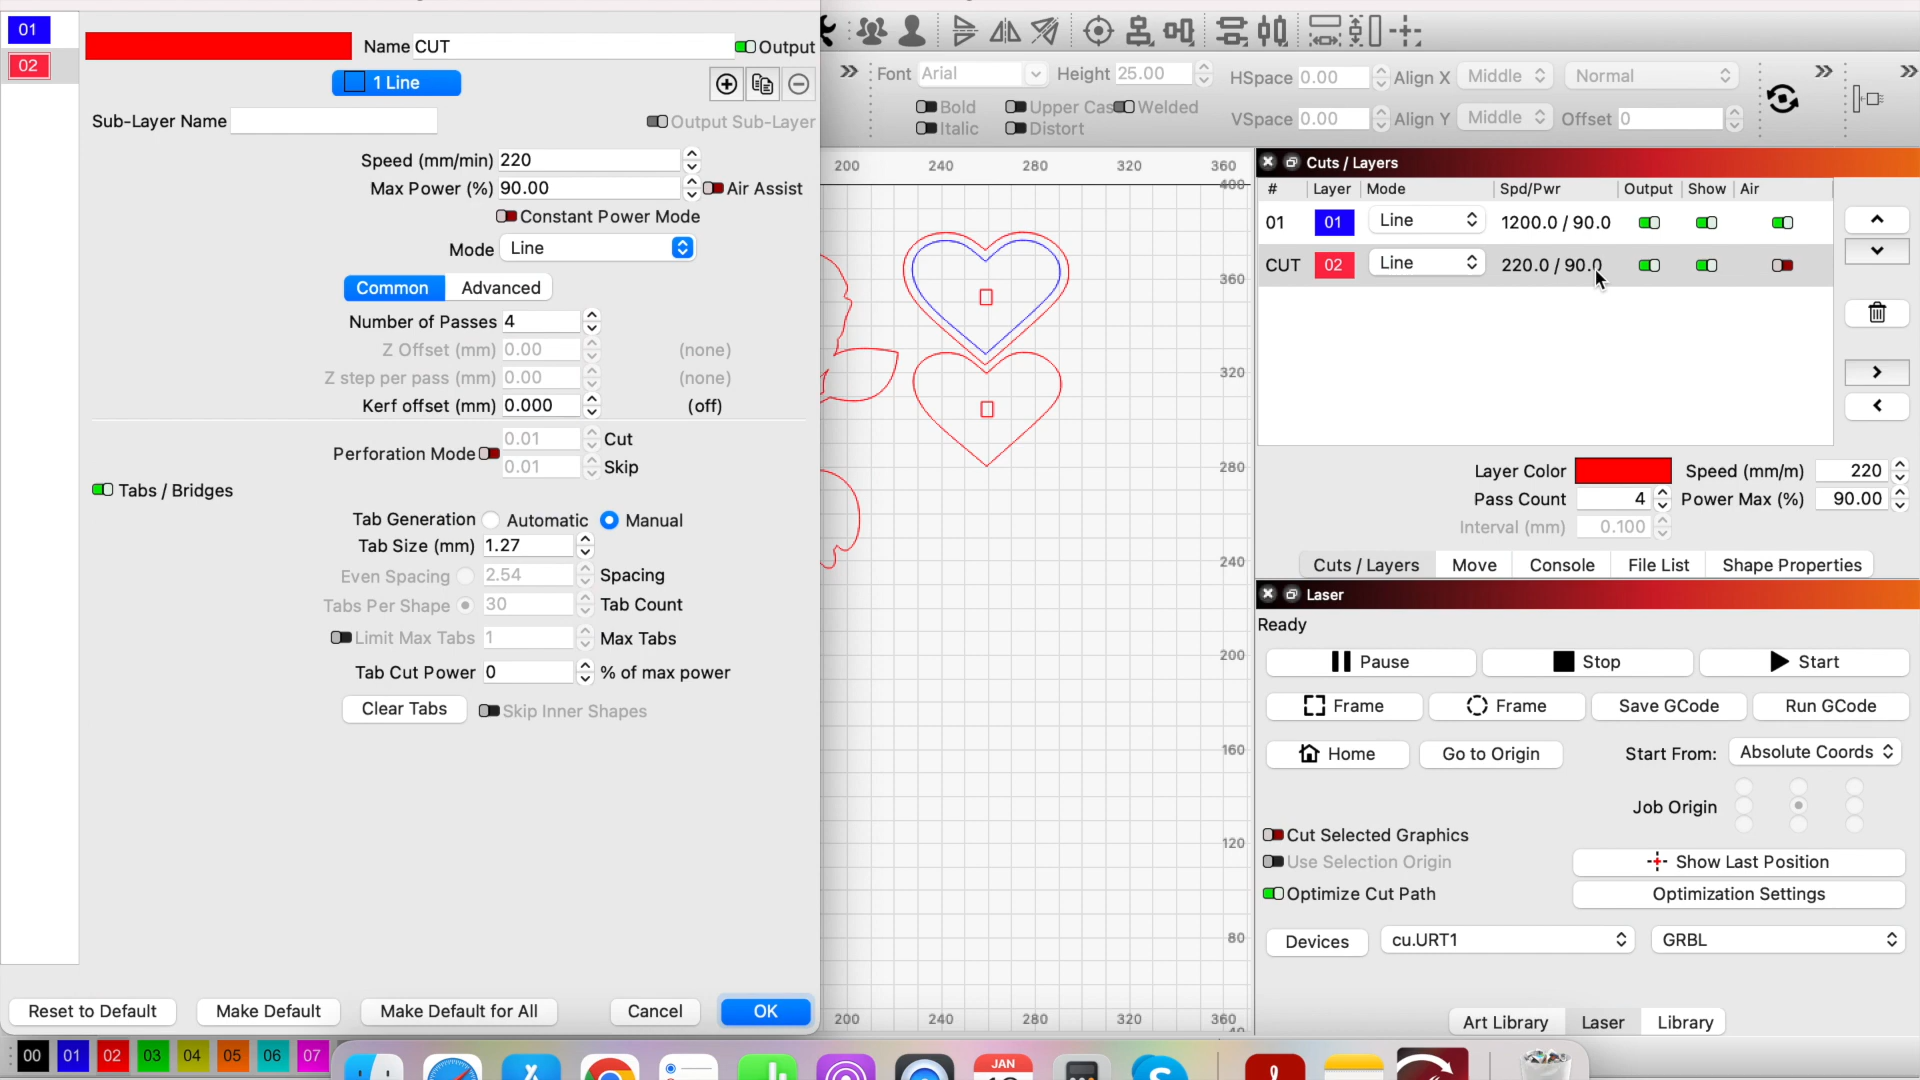 01
02
Name CUT
Output
1 Line
Sub-Layer Name
Output Sub-Layer
Speed (mm/min) 220
Max Power (%) 90.00
Air Assist
Constant Power Mode
Mode Line
Common Advanced
Number of Passes 4
Z Offset (mm) 0.00 (none)
Z step per pass (mm) 0.00 (none)
Kerf offset (mm) 0.000 (off)
Perforation Mode
0.01 Cut
0.01 Skip
Tabs / Bridges
Tab Generation Automatic Manual
Tab Size (mm) 1.27
Even Spacing 2.54 Spacing
Tabs Per Shape 30 Tab Count
Limit Max Tabs 1 Max Tabs
Tab Cut Power 0 % of max power
Clear Tabs Skip Inner Shapes
Reset to Default Make Default Make Default for All Cancel OK
00 01 02 03 04 05 06 07
Font Arial Height 25.00 HSpace 0.00 Align X Middle Normal
Bold Upper Cas Welded
Italic Distort VSpace 0.00 Align Y Middle Offset 0
200 240 280 320 360
400
360
320
280
240
200
160
120
80
200 240 280 320 360
Cuts / Layers
# Layer Mode Spd/Pwr Output Show Air
01 01 Line 1200.0 / 90.0
CUT 02 Line 220.0 / 90.0
Layer Color Speed (mm/m) 220
Pass Count 4 Power Max (%) 90.00
Interval (mm) 0.100
Cuts / Layers Move Console File List Shape Properties
Laser
Ready
Pause Stop Start
Frame Frame Save GCode Run GCode
Home Go to Origin Start From: Absolute Coords
Job Origin
Cut Selected Graphics
Use Selection Origin Show Last Position
Optimize Cut Path Optimization Settings
Devices cu.URT1 GRBL
Art Library Laser Library
JAN